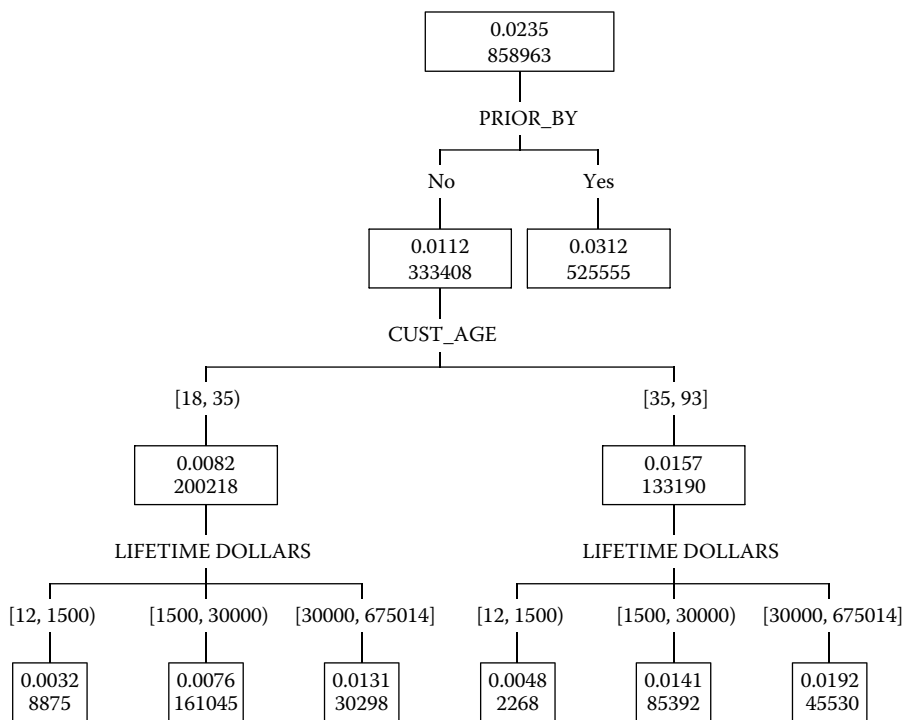 0.0235
858963
PRIOR_BY
No Yes
0.0112 0.0312
333408 525555
CUST_AGE
[18, 35) [35, 93]
0.0082 0.0157
200218 133190
LIFETIME DOLLARS LIFETIME DOLLARS
[12, 1500) [1500, 30000) [30000, 675014] [12, 1500) [1500, 30000) [30000, 675014]
0.0032 0.0076 0.0131 0.0048 0.0141 0.0192
8875 161045 30298 2268 85392 45530